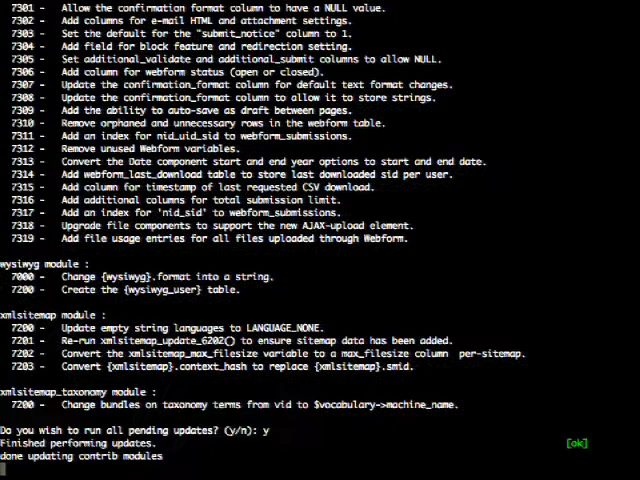 7301 - Allow the confirmation format column to have a NULL value.
7302 - Add columns for e-mail HTML and attachment settings.
7303 - Set the default for the "submit_notice" column to 1.
7304 - Add field for block feature and redirection setting.
7305 - Set additional_validate and additional_submit columns to allow NULL.
7306 - Add column for webform status (open or closed).
7307 - Update the confirmation_format column for default text format changes.
7308 - Update the confirmation_format column to allow it to store strings.
7309 - Add the ability to auto-save as draft between pages.
7310 - Remove orphaned and unnecessary rows in the webform table.
7311 - Add an index for nid_uid_sid to webform_submissions.
7312 - Remove unused Webform variables.
7313 - Convert the Date component start and end year options to start and end date.
7314 - Add webform_last_download table to store last downloaded sid per user.
7315 - Add column for timestamp of last requested CSV download.
7316 - Add additional columns for total submission limit.
7317 - Add an index for 'nid_sid' to webform_submissions.
7318 - Upgrade file components to support the new AJAX-upload element.
7319 - Add file usage entries for all files uploaded through Webform.
wysiwyg module :
7000 - Change {wysiwyg}.format into a string.
7200 - Create the {wysiwyg_user} table.
xmlsitemap module :
7200 - Update empty string languages to LANGUAGE_NONE.
7201 - Re-run xmlsitemap_update_6202() to ensure sitemap data has been added.
7202 - Convert the xmlsitemap_max_filesize variable to a max_filesize column per-sitemap.
7203 - Convert {xmlsitemap}.context_hash to replace {xmlsitemap}.smid.
xmlsitemap_taxonomy module :
7200 - Change bundles on taxonomy terms from vid to $vocabulary->machine_name.
Do you wish to run all pending updates? (y/n): y
Finished performing updates. [ok]
done updating contrib modules